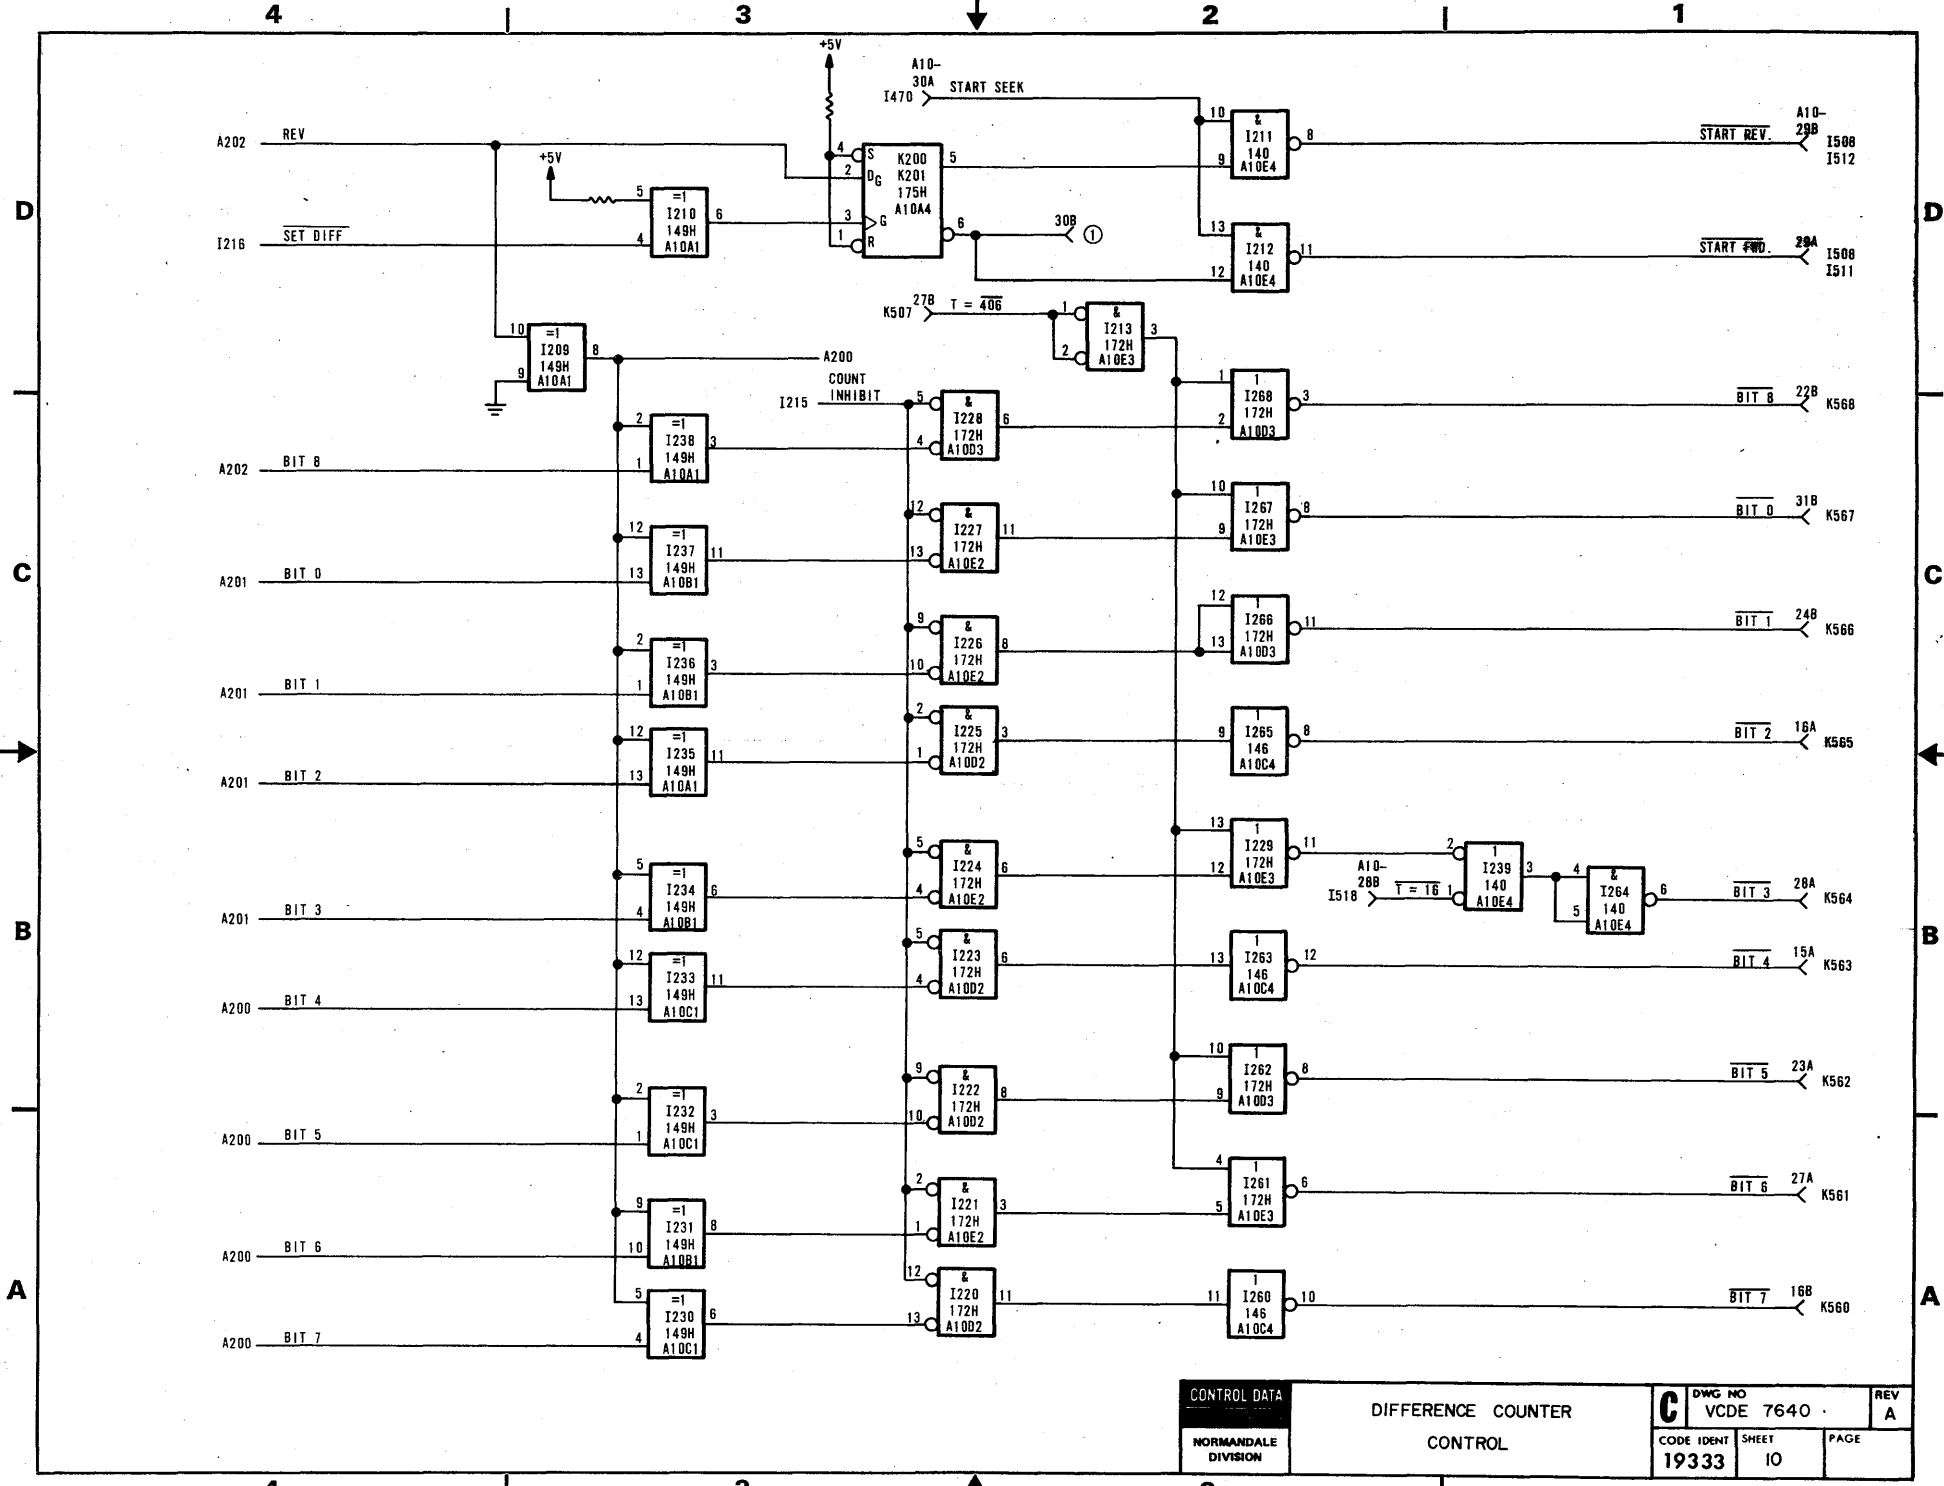 4 3 2 1
+5V
A10-
30A
I470 START SEEK
A202 REV
+5V
5 =1
I210
149H
A10A1
4 6
I216 SET DIFF
4 S
2 DG
3 G
1 R
K200
K201
175H
A10A4
5
6
30B 1
10 &
I211
140
A10E4
9 8
START REV.
A10-
29B
I508
I512
13 &
I212
140
A10E4
12 11
START FWD.
29A
I508
I511
D D
K507 27B T = 406
1 &
I213
172H
A10E3
2 3
10 =1
I209
149H
A10A1
9 8
A200
COUNT
INHIBIT
I215
5 &
I228
172H
A10D3
4 6
1 1
I268
172H
A10D3
2 3
BIT 8 22B K568
2 =1
I238
149H
A10A1
1 3
A202 BIT 8
12 &
I227
172H
A10E2
13 11
10 1
I267
172H
A10E3
9 8
BIT 0 31B K567
12 =1
I237
149H
A10B1
13 11
A201 BIT 0
C C
9 &
I226
172H
A10E2
10 8
12 1
I266
172H
A10D3
13 11
BIT 1 24B K566
2 =1
I236
149H
A10B1
1 3
A201 BIT 1
2 &
I225
172H
A10D2
1 3
9 1
I265
146
A10C4
8
BIT 2 16A K565
12 =1
I235
149H
A10A1
13 11
A201 BIT 2
5 &
I224
172H
A10E2
4 6
13 1
I229
172H
A10E3
12 11
A10-
28B
I518 T = 16
2 1
I239
140
A10E4
1 3
4 &
I264
140
A10E4
5 6
BIT 3 28A K564
5 =1
I234
149H
A10B1
4 6
A201 BIT 3
B B
5 &
I223
172H
A10D2
4 6
13 1
I263
146
A10C4
12
BIT 4 15A K563
12 =1
I233
149H
A10C1
13 11
A200 BIT 4
9 &
I222
172H
A10D2
10 8
10 1
I262
172H
A10D3
9 8
BIT 5 23A K562
2 =1
I232
149H
A10C1
1 3
A200 BIT 5
2 &
I221
172H
A10E2
1 3
4 1
I261
172H
A10E3
5 6
BIT 6 27A K561
9 =1
I231
149H
A10B1
10 8
A200 BIT 6
A A
12 &
I220
172H
A10D2
13 11
11 1
I260
146
A10C4
10
BIT 7 16B K560
5 =1
I230
149H
A10C1
4 6
A200 BIT 7
CONTROL DATA
NORMANDALE
DIVISION
DIFFERENCE COUNTER
CONTROL
C
DWG NO
VCDE 7640
REV
A
CODE IDENT
19333
SHEET
10
PAGE